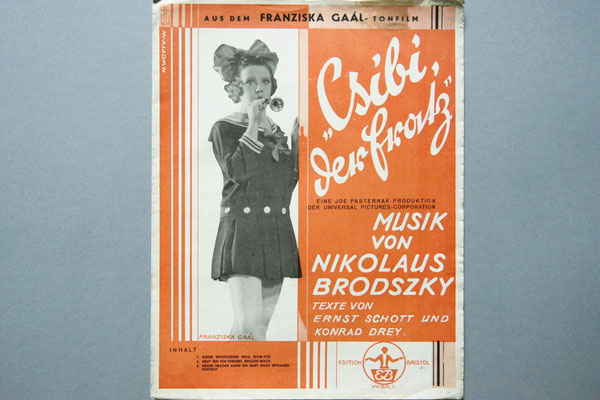 AUS DEM FRANZISKA GAÁL-TONFILM
"Csibi,
der Fratz"
EINE JOE PASTERNAK PRODUKTION
DER UNIVERSAL PICTURES-CORPORATION
MUSIK
VON
NIKOLAUS
BRODSZKY
TEXTE VON
ERNST SCHOTT UND
KONRAD DREY.
FRANZISKA GAÁL
INHALT
EDITION BRISTOL
EB
WIEN, I.